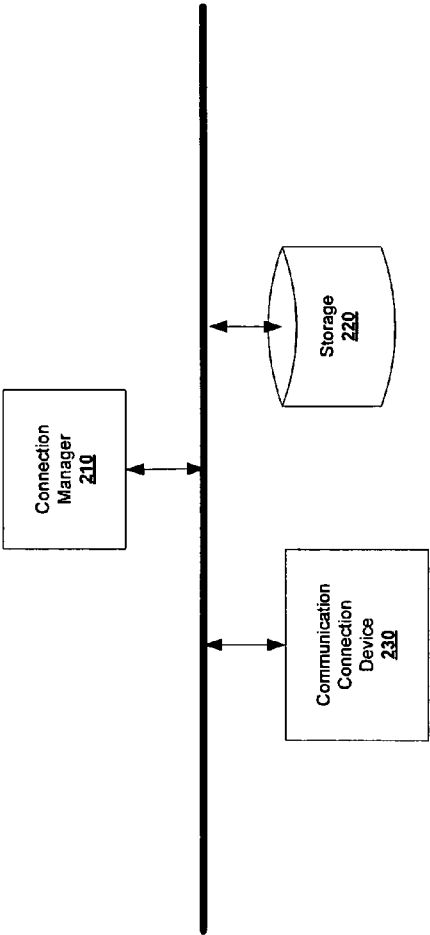 Connection
Manager
210
Storage
220
Communication
Connection
Device
230